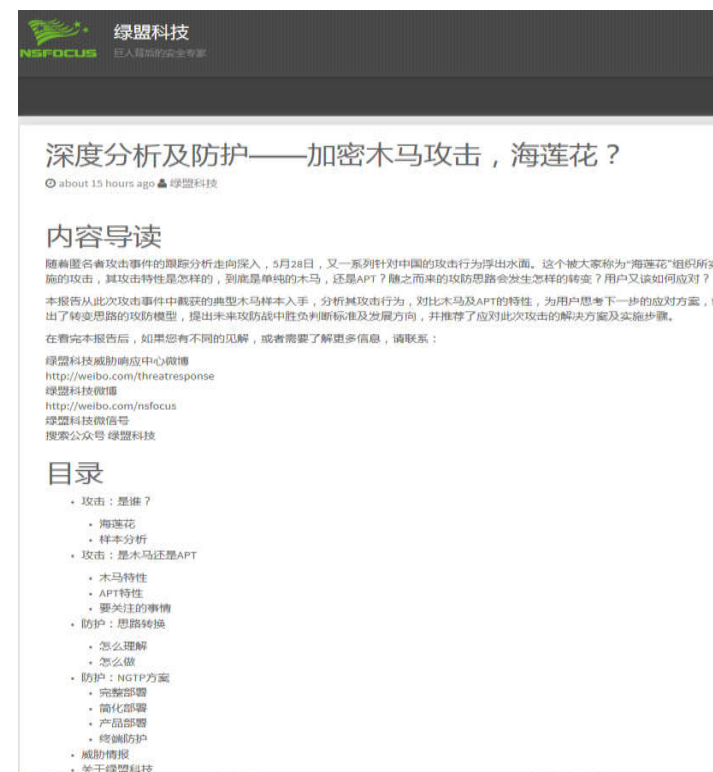 绿盟科技
NSFOCUS
巨人背后的安全专家
深度分析及防护——加密木马攻击，海莲花？
about 15 hours ago 绿盟科技
内容导读
随着匿名者攻击事件的跟踪分析走向深入，5月28日，又一系列针对中国的攻击行为浮出水面。这个被大家称为“海莲花”组织所实
施的攻击，其攻击特性是怎样的，到底是单纯的木马，还是APT？随之而来的攻防思路会发生怎样的转变？用户又该如何应对？
本报告从此次攻击事件中截获的典型木马样本入手，分析其攻击行为，对比木马及APT的特性，为用户思考下一步的应对方案，
出了转变思路的攻防模型，提出未来攻防战中胜负判断标准及发展方向，并推荐了应对此次攻击的解决方案及实施步骤。
在看完本报告后，如果您有不同的见解，或者需要了解更多信息，请联系：
绿盟科技威胁响应中心微博
http://weibo.com/threatresponse
绿盟科技微博
http://weibo.com/nsfocus
绿盟科技微信号
搜索公众号 绿盟科技
目录
• 攻击：是谁？
• 海莲花
• 样本分析
• 攻击：是木马还是APT
• 木马特性
• APT特性
• 要关注的事情
• 防护：思路转换
• 怎么理解
• 怎么做
• 防护：NGTP方案
• 完整部署
• 简化部署
• 产品部署
• 终端防护
• 威胁情报
• 关于绿盟科技